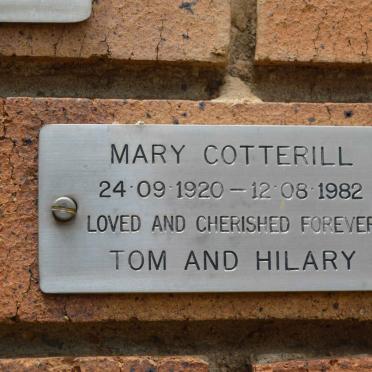 MARY COTTERILL
24·09·1920 – 12·08·1982
LOVED AND CHERISHED FOREVER
TOM AND HILARY